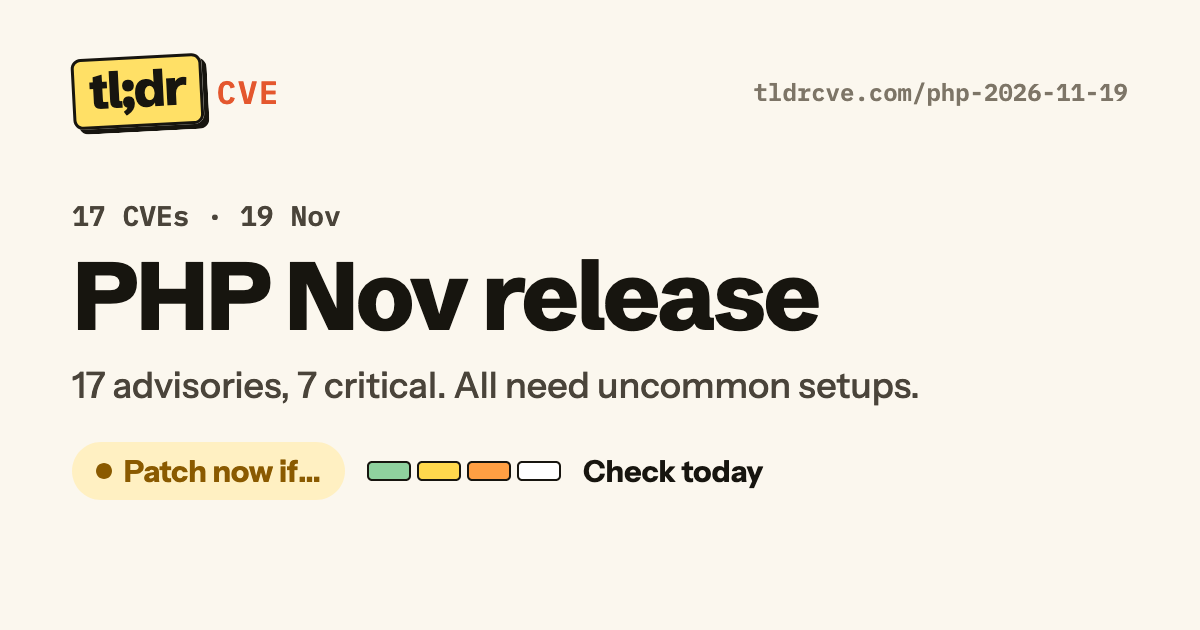 tl;dr CVE
tldrcve.com/php-2026-11-19
17 CVEs · 19 Nov
PHP Nov release
17 advisories, 7 critical. All need uncommon setups.
Patch now if... Check today